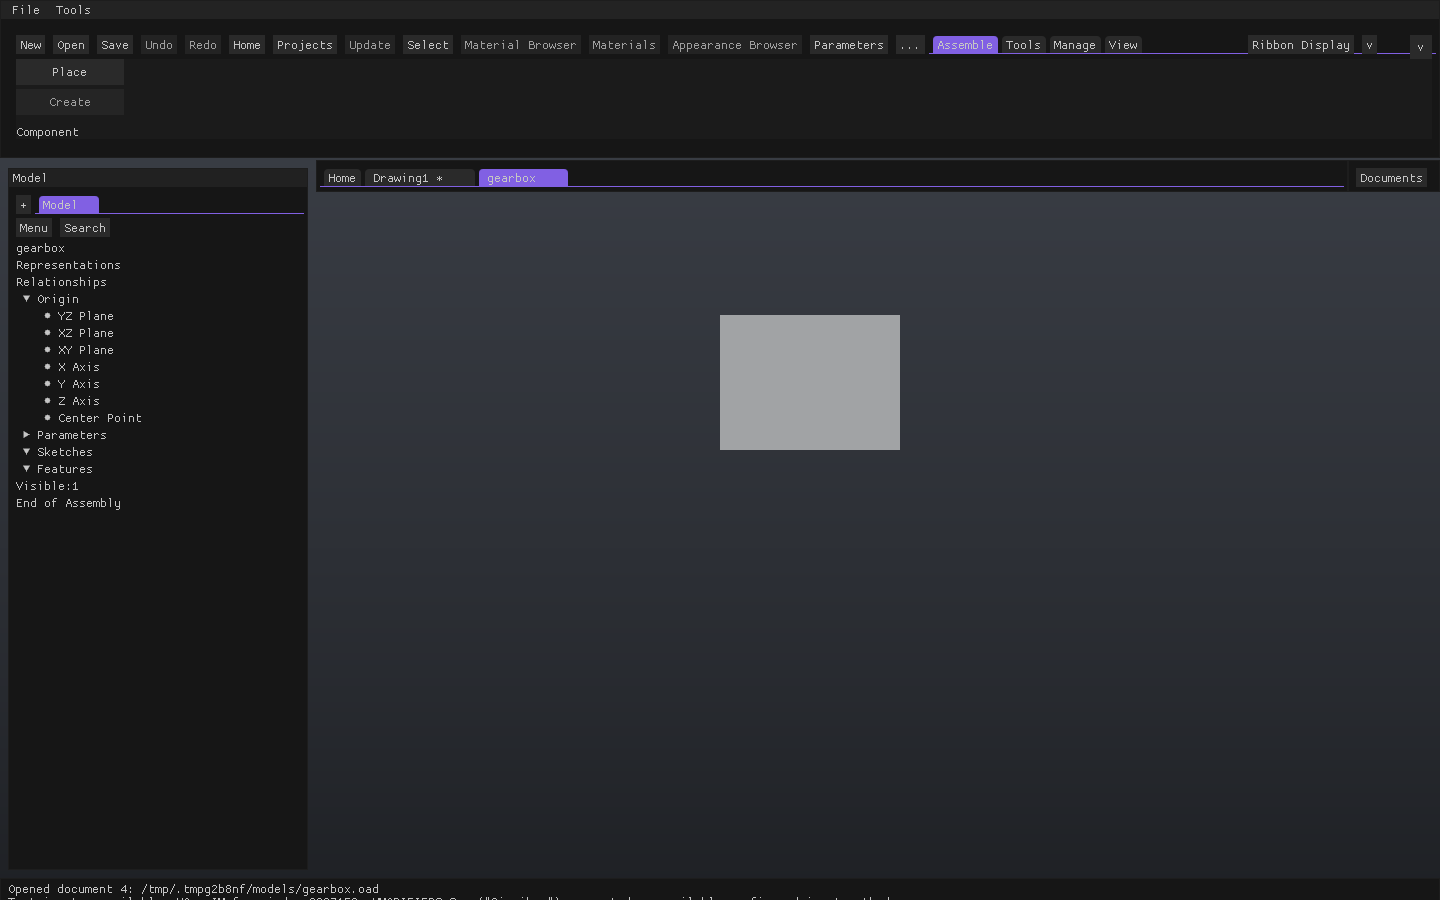 File Tools
New Open Save Undo Redo Home Projects Update Select Material Browser Materials Appearance Browser Parameters ... Assemble Tools Manage View Ribbon Display v v
Place
Create
Component
Model
Home Drawing1 * gearbox Documents
+ Model
Menu Search
gearbox
Representations
Relationships
Origin
YZ Plane
XZ Plane
XY Plane
X Axis
Y Axis
Z Axis
Center Point
Parameters
Sketches
Features
Visible:1
End of Assembly
Opened document 4: /tmp/.tmpg2b8nf/models/gearbox.oad